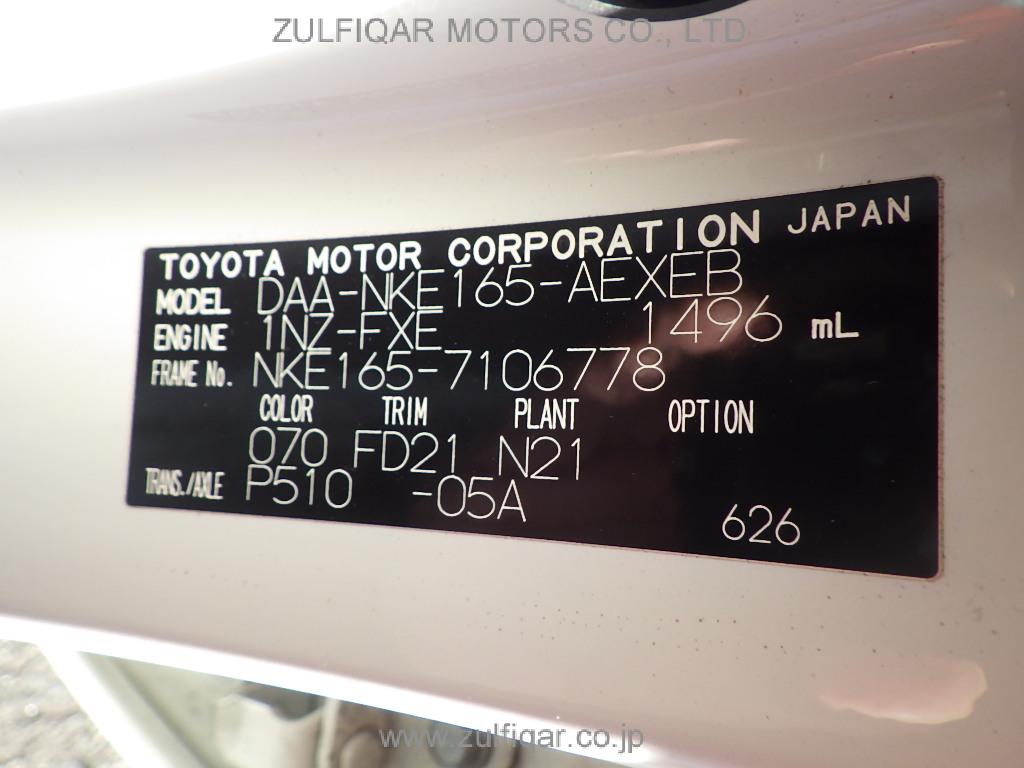 ZULFIQAR MOTORS CO., LTD
TOYOTA MOTOR CORPORATION JAPAN
MODEL DAA-NKE165-AEXEB
ENGINE 1NZ-FXE 1496 mL
FRAME No. NKE165-7106778
COLOR TRIM PLANT OPTION
070 FD21 N21
TRANS./AXLE P510 -05A
626
www.zulfiqar.co.jp